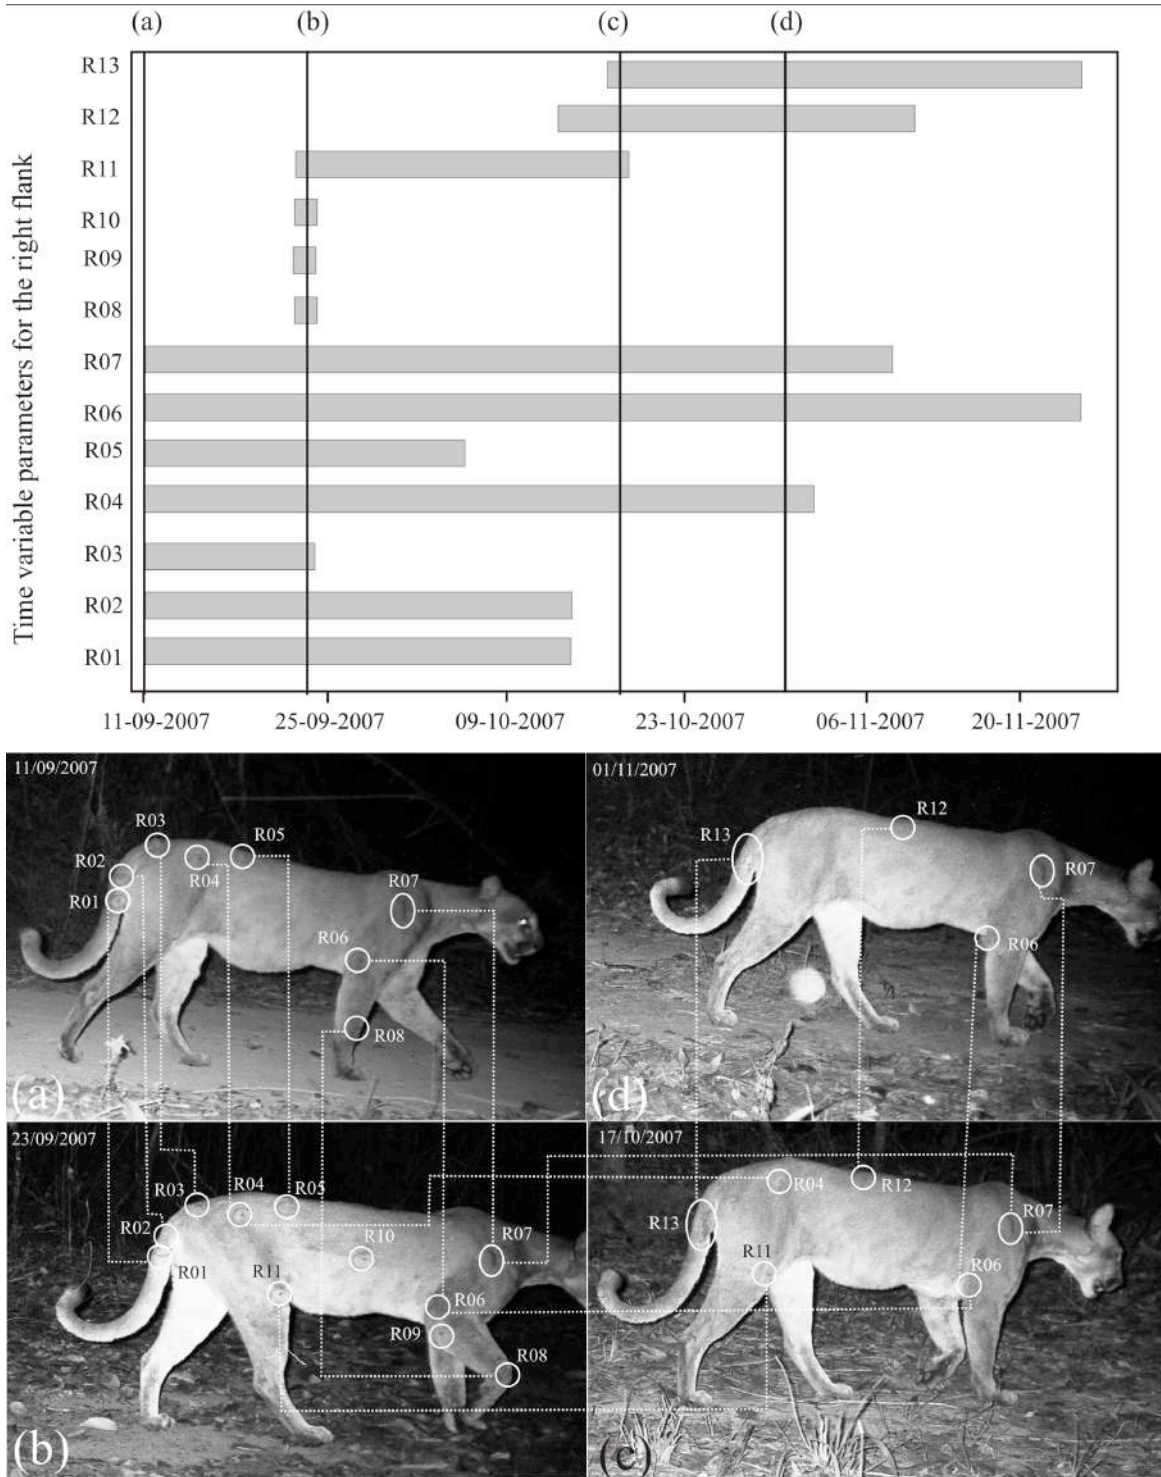 (a) (b) (c) (d)
Time variable parameters for the right flank
R13
R12
R11
R10
R09
R08
R07
R06
R05
R04
R03
R02
R01
11-09-2007 25-09-2007 09-10-2007 23-10-2007 06-11-2007 20-11-2007
11/09/2007
R03
R05
R02
R04
R07
R01
R06
R08
(a)
01/11/2007
R12
R13
R07
R06
(d)
23/09/2007
R03
R04
R05
R02
R10
R07
R01
R11
R06
R09
R08
(b)
17/10/2007
R04
R12
R13
R07
R11
R06
(c)